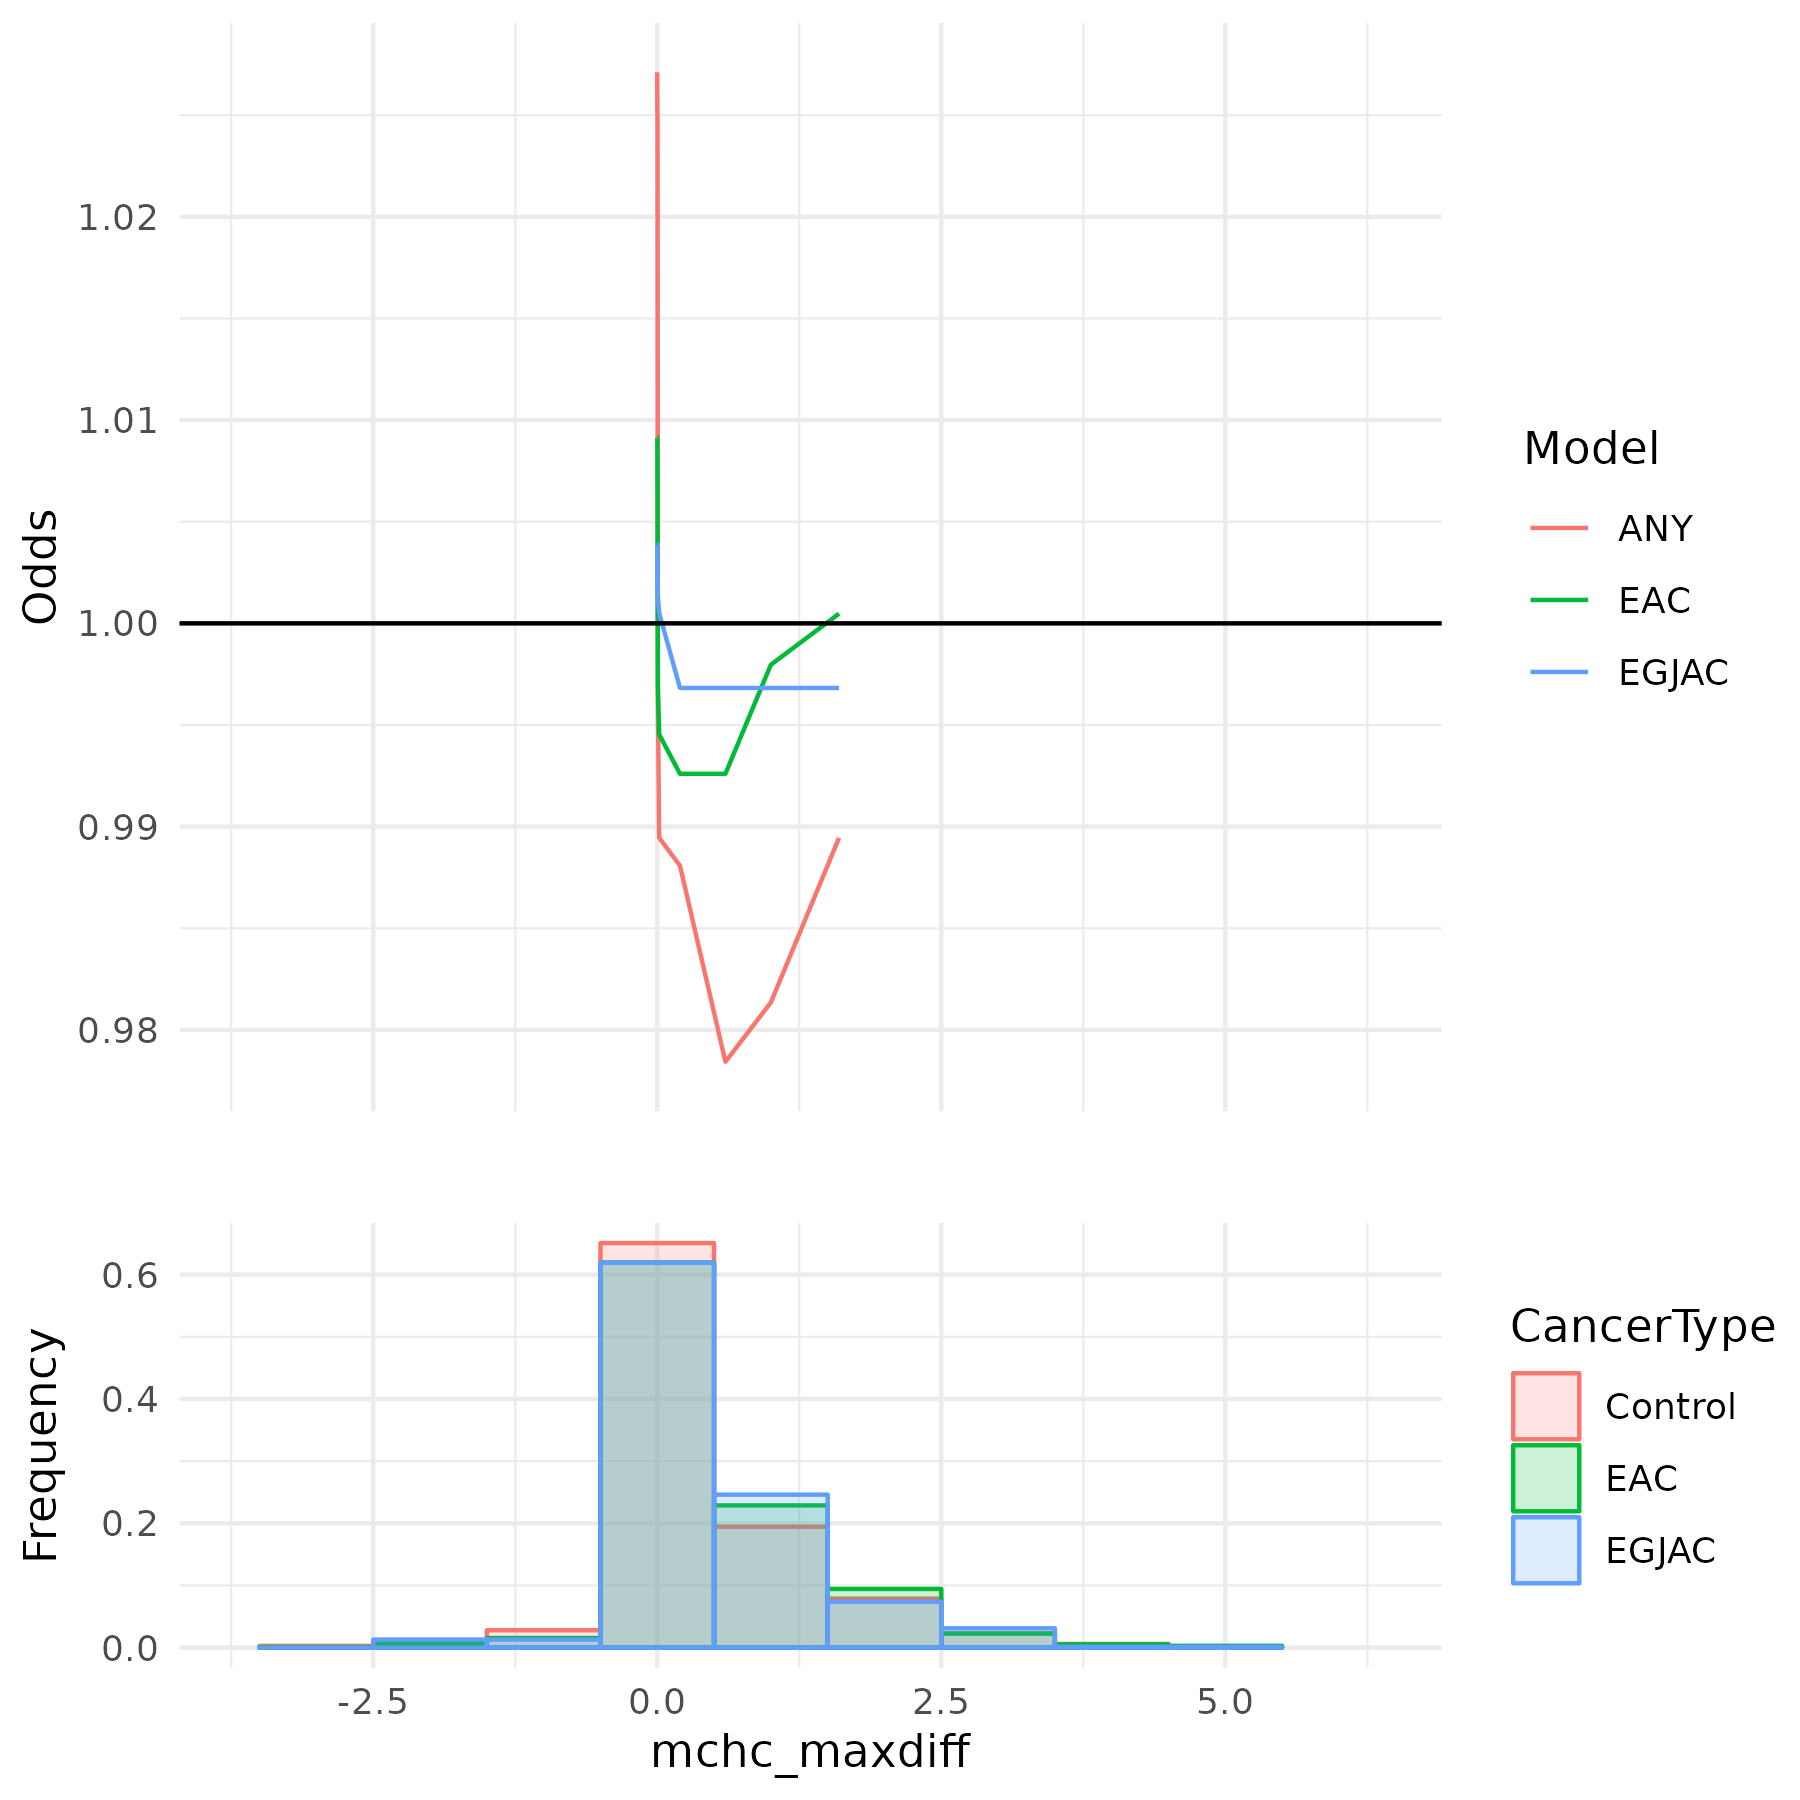 Odds
1.02
1.01
1.00
0.99
0.98
Model
ANY
EAC
EGJAC
Frequency
0.6
0.4
0.2
0.0
-2.5
0.0
2.5
5.0
mchc_maxdiff
CancerType
Control
EAC
EGJAC